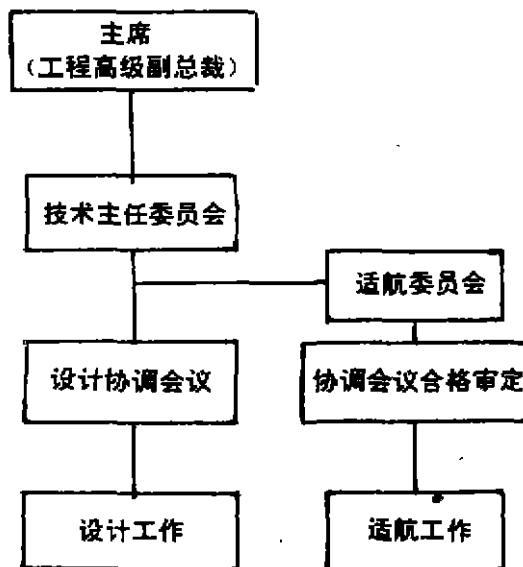 主席
（工程高级副总裁）
技术主任委员会
适航委员会
设计协调会议
协调会议合格审定
设计工作
适航工作